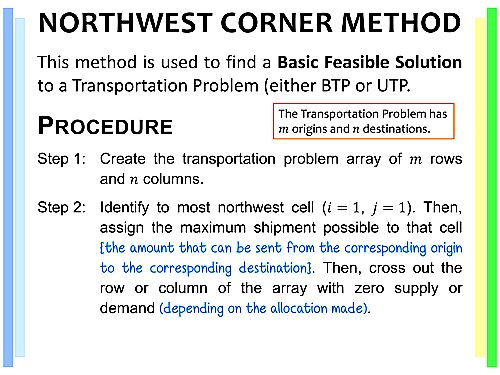 NORTHWEST CORNER METHOD
This method is used to find a Basic Feasible Solution
to a Transportation Problem (either BTP or UTP.
PROCEDURE
The Transportation Problem has
m origins and n destinations.
Step 1: Create the transportation problem array of m rows
and n columns.
Step 2: Identify to most northwest cell (i = 1, j = 1). Then,
assign the maximum shipment possible to that cell
{the amount that can be sent from the corresponding origin
to the corresponding destination}. Then, cross out the
row or column of the array with zero supply or
demand (depending on the allocation made).